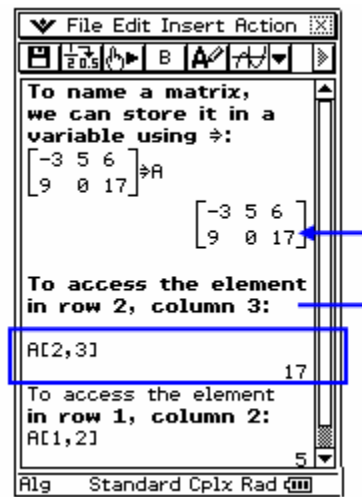 File Edit Insert Action
B
To name a matrix,
we can store it in a
variable using ⇒:
[-3 5 6
9 0 17]⇒A
[-3 5 6
9 0 17]
To access the element
in row 2, column 3:
A[2,3]
17
To access the element
in row 1, column 2:
A[1,2]
5
Alg Standard Cplx Rad